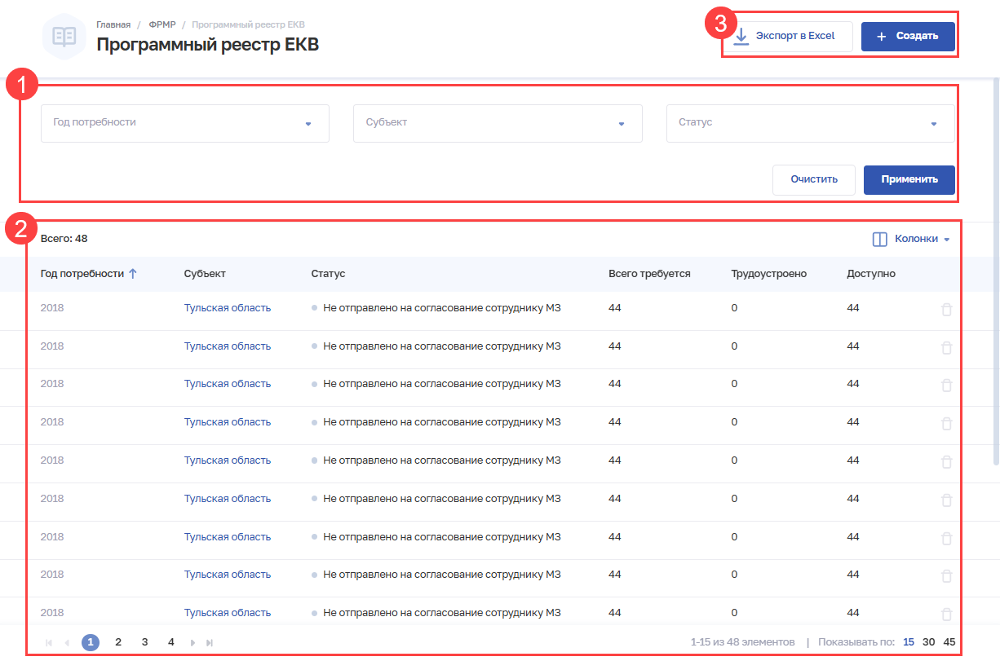 Главная / ФРМР / Программный реестр ЕКВ
Программный реестр ЕКВ
3
Экспорт в Excel
+ Создать
1
Год потребности
Субъект
Статус
Очистить
Применить
2
Всего: 48
Колонки
Год потребности Субъект Статус Всего требуется Трудоустроено Доступно
2018 Тульская область Не отправлено на согласование сотруднику МЗ 44 0 44
2018 Тульская область Не отправлено на согласование сотруднику МЗ 44 0 44
2018 Тульская область Не отправлено на согласование сотруднику МЗ 44 0 44
2018 Тульская область Не отправлено на согласование сотруднику МЗ 44 0 44
2018 Тульская область Не отправлено на согласование сотруднику МЗ 44 0 44
2018 Тульская область Не отправлено на согласование сотруднику МЗ 44 0 44
2018 Тульская область Не отправлено на согласование сотруднику МЗ 44 0 44
2018 Тульская область Не отправлено на согласование сотруднику МЗ 44 0 44
2018 Тульская область Не отправлено на согласование сотруднику МЗ 44 0 44
1 2 3 4 1-15 из 48 элементов | Показывать по: 15 30 45